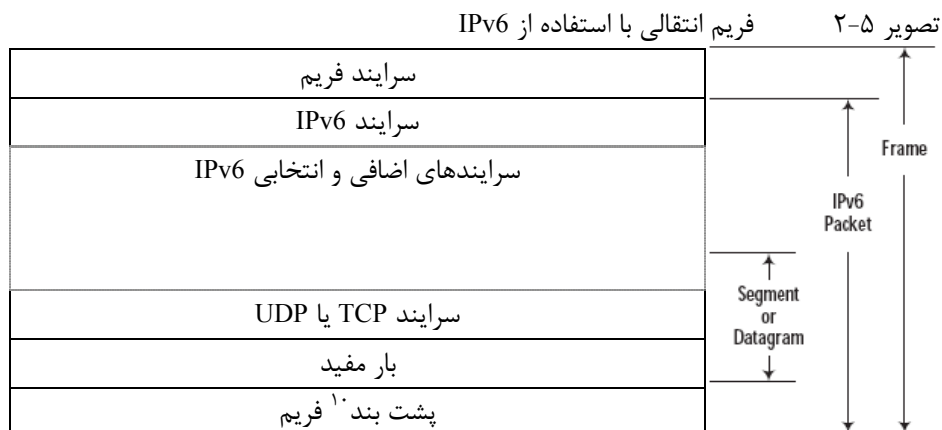 تصویر ۲-۵ فریم انتقالی با استفاده از IPv6
سرایند فریم
سرایند IPv6
سرایندهای اضافی و انتخابی IPv6
سرایند TCP یا UDP
بار مفید
پشت بند۱۰ فریم
Frame
IPv6
Packet
Segment
or
Datagram